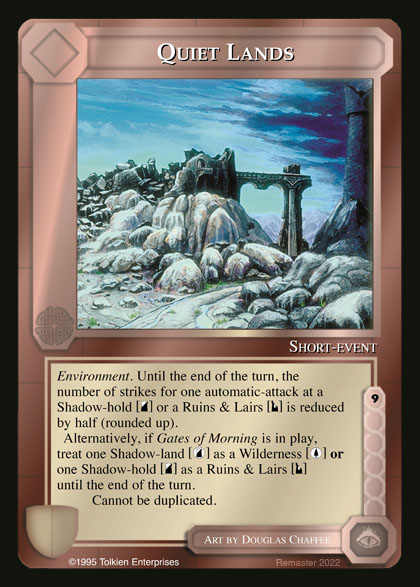 Quiet Lands
Short-event
Environment. Until the end of the turn, the
number of strikes for one automatic-attack at a
Shadow-hold [] or a Ruins & Lairs [] is reduced
by half (rounded up).
Alternatively, if Gates of Morning is in play,
treat one Shadow-land [] as a Wilderness [] or
one Shadow-hold [] as a Ruins & Lairs []
until the end of the turn.
Cannot be duplicated.
9
Art by Douglas Chaffee
©1995 Tolkien Enterprises
Remaster 2022